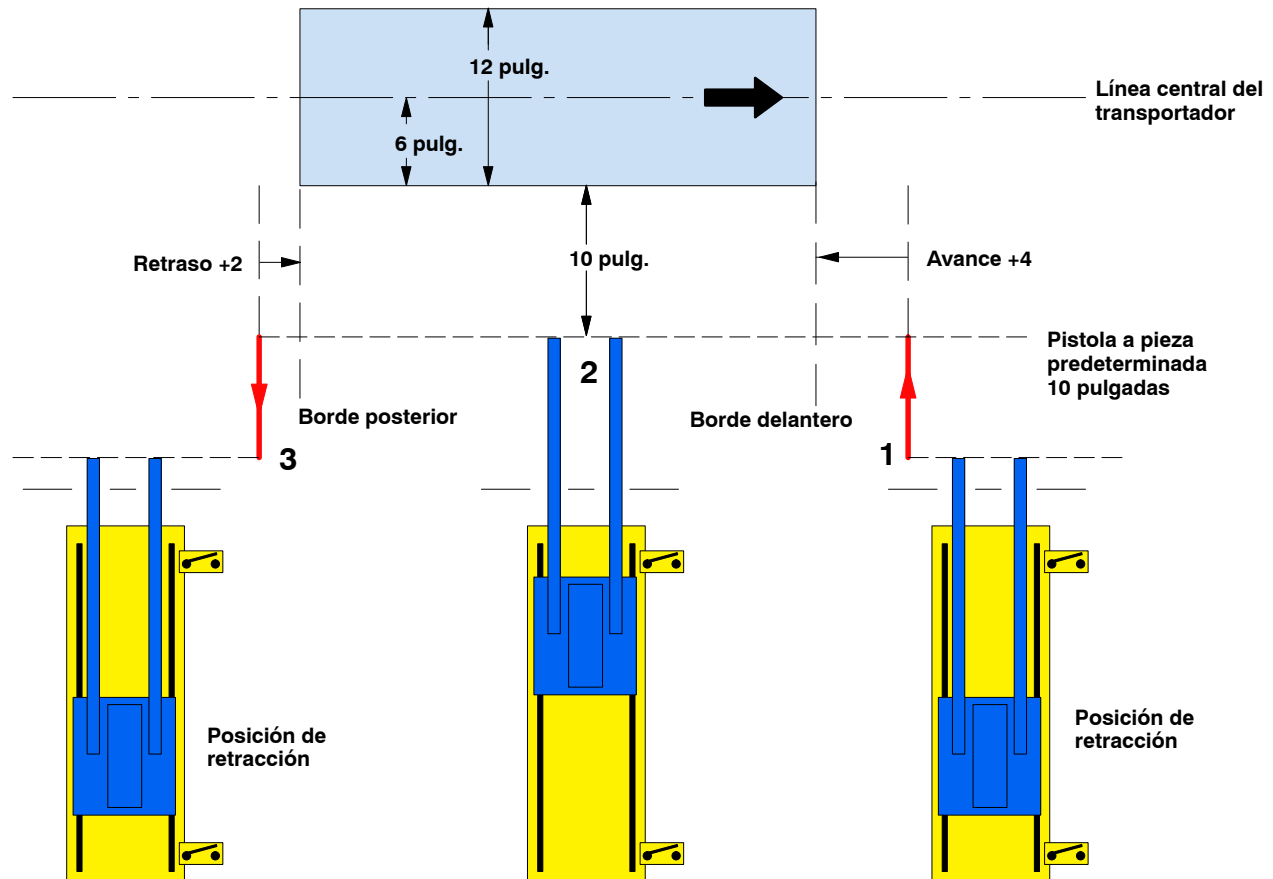 12 pulg.
Línea central del
transportador
6 pulg.
Retraso +2
10 pulg.
Avance +4
Pistola a pieza
predeterminada
10 pulgadas
2
Borde posterior
Borde delantero
3
1
Posición de
retracción
Posición de
retracción